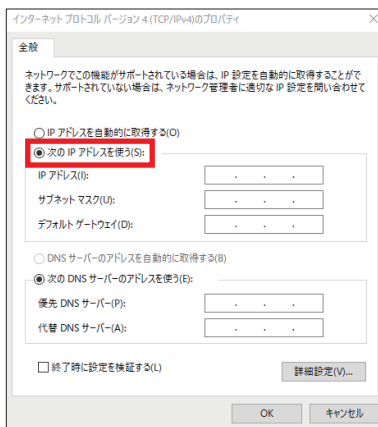 インターネット プロトコル バージョン 4 (TCP/IPv4)のプロパティ
全般
ネットワークでこの機能がサポートされている場合は、IP 設定を自動的に取得することがで
きます。サポートされていない場合は、ネットワーク管理者に適切な IP 設定を問い合わせて
ください。
IP アドレスを自動的に取得する(O)
次の IP アドレスを使う(S):
IP アドレス(I):
サブネット マスク(U):
デフォルト ゲートウェイ(D):
DNS サーバーのアドレスを自動的に取得する(B)
次の DNS サーバーのアドレスを使う(E):
優先 DNS サーバー(P):
代替 DNS サーバー(A):
終了時に設定を検証する(L)
詳細設定(V)...
OK キャンセル